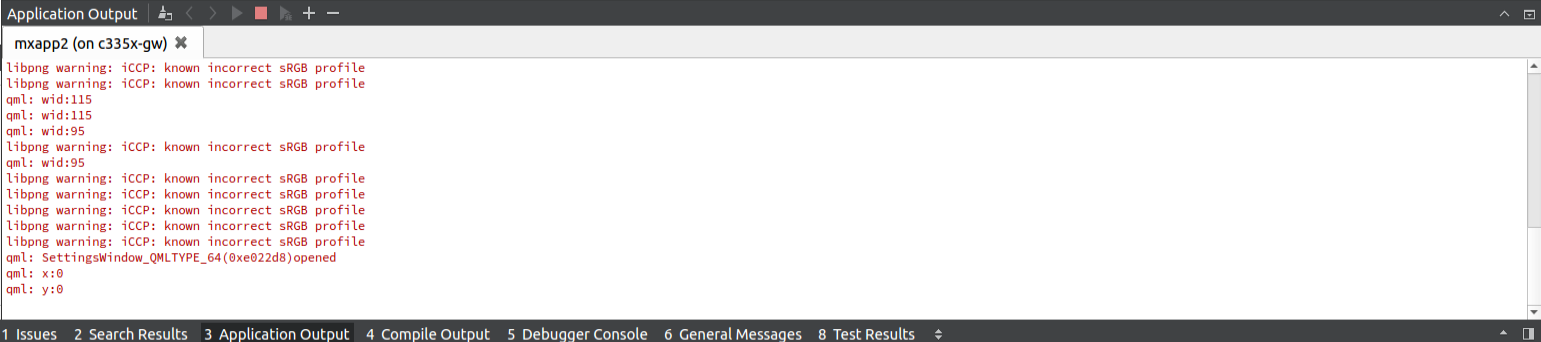 Application Output
mxapp2 (on c335x-gw)
libpng warning: iCCP: known incorrect sRGB profile
libpng warning: iCCP: known incorrect sRGB profile
qml: wid:115
qml: wid:115
qml: wid:95
libpng warning: iCCP: known incorrect sRGB profile
qml: wid:95
libpng warning: iCCP: known incorrect sRGB profile
libpng warning: iCCP: known incorrect sRGB profile
libpng warning: iCCP: known incorrect sRGB profile
libpng warning: iCCP: known incorrect sRGB profile
libpng warning: iCCP: known incorrect sRGB profile
qml: SettingsWindow_QMLTYPE_64(0xe022d8)opened
qml: x:0
qml: y:0
1 Issues 2 Search Results 3 Application Output 4 Compile Output 5 Debugger Console 6 General Messages 8 Test Results